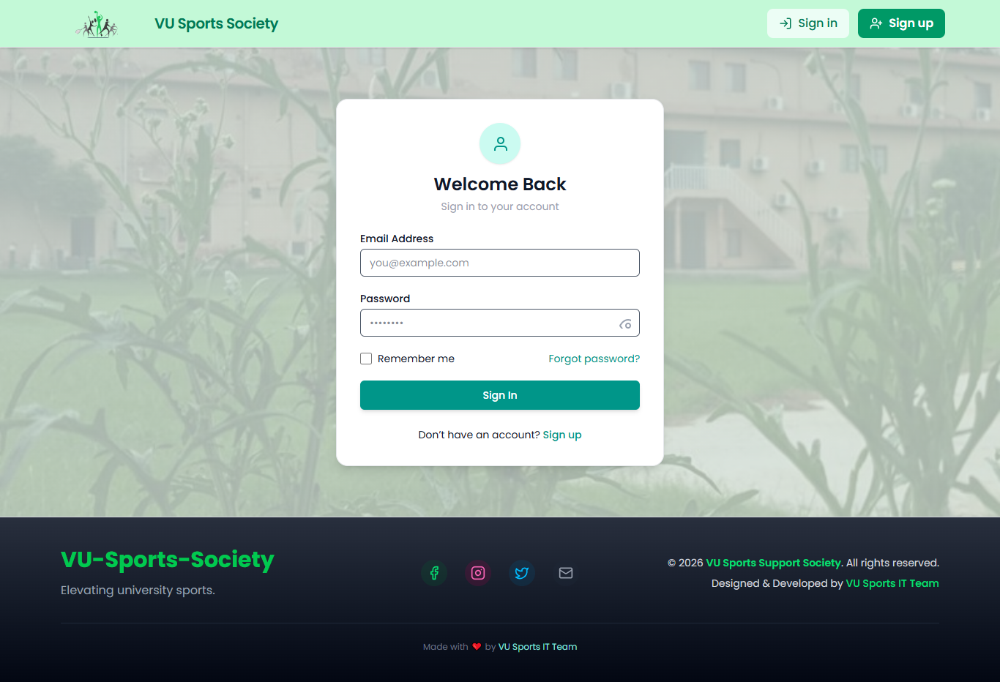 VU Sports Society
Sign in
Sign up
Welcome Back
Sign in to your account
Email Address
you@example.com
Password
••••••••
Remember me
Forgot password?
Sign In
Don’t have an account? Sign up
VU-Sports-Society
Elevating university sports.
© 2026 VU Sports Support Society. All rights reserved.
Designed & Developed by VU Sports IT Team
Made with ❤️ by VU Sports IT Team